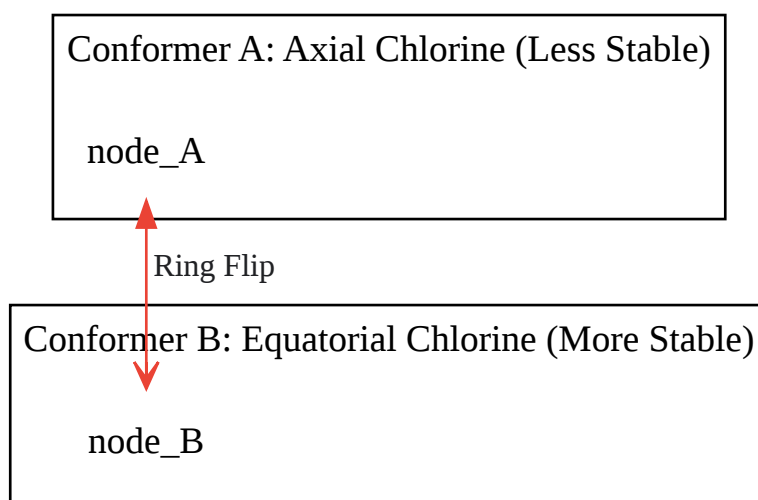 Conformer A: Axial Chlorine (Less Stable)
node_A
Ring Flip
Conformer B: Equatorial Chlorine (More Stable)
node_B